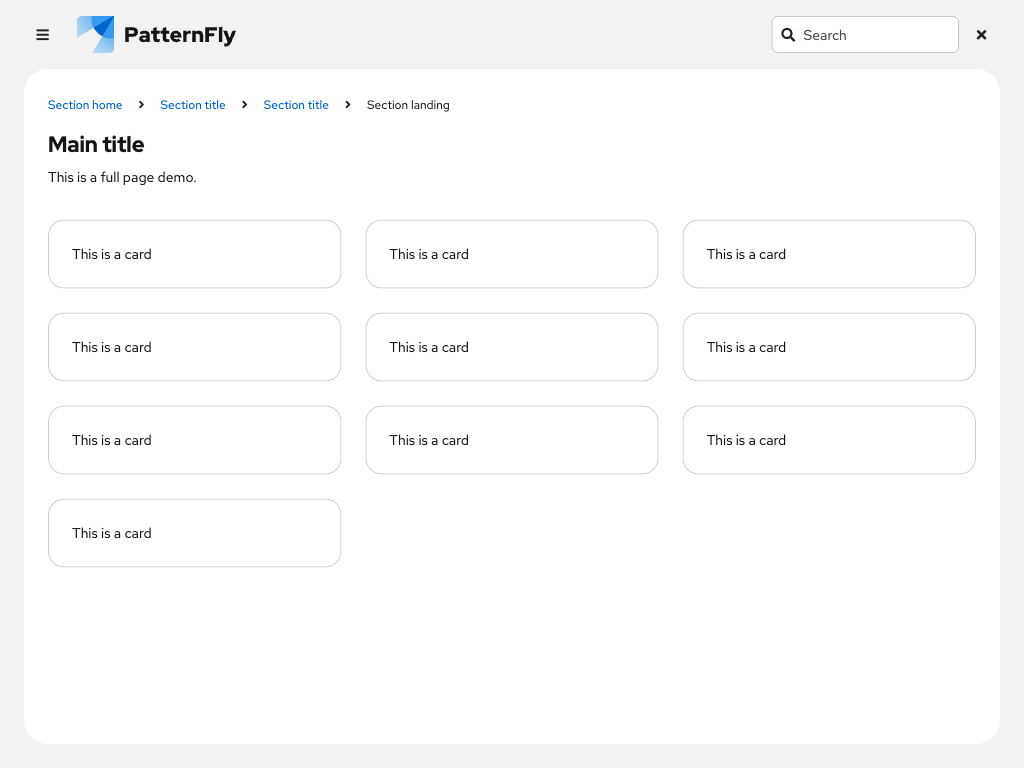 PatternFly
Search
Section home
Section title
Section title
Section landing
Main title
This is a full page demo.
This is a card
This is a card
This is a card
This is a card
This is a card
This is a card
This is a card
This is a card
This is a card
This is a card